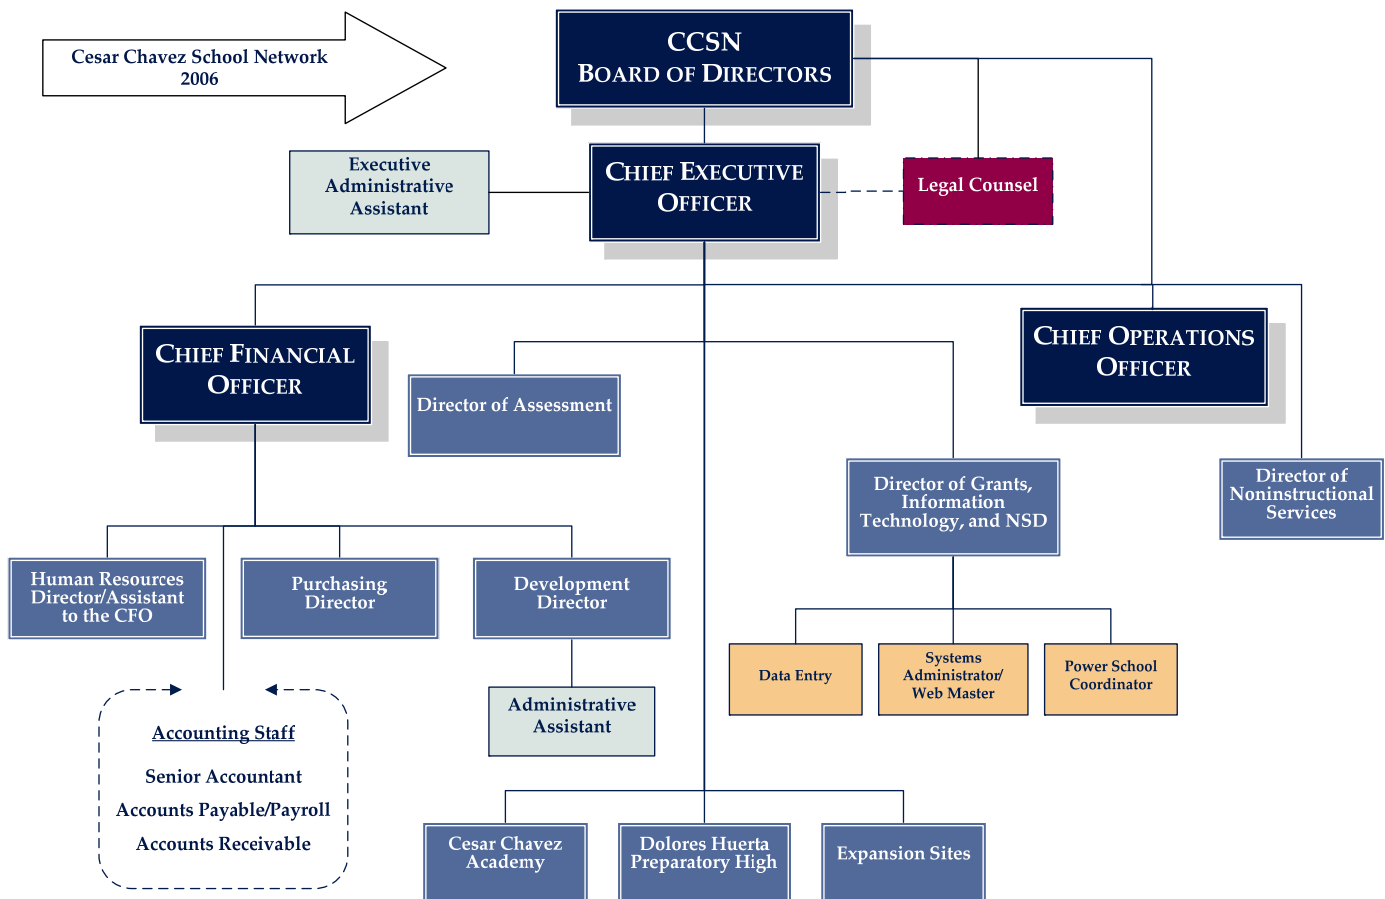 Cesar Chavez School Network
2006
CCSN
BOARD OF DIRECTORS
Executive
Administrative
Assistant
CHIEF EXECUTIVE
OFFICER
Legal Counsel
CHIEF FINANCIAL
OFFICER
Director of Assessment
CHIEF OPERATIONS
OFFICER
Director of Grants,
Information
Technology, and NSD
Director of
Noninstructional
Services
Human Resources
Director/Assistant
to the CFO
Purchasing
Director
Development
Director
Data Entry
Systems
Administrator/
Web Master
Power School
Coordinator
Administrative
Assistant
Accounting Staff
Senior Accountant
Accounts Payable/Payroll
Accounts Receivable
Cesar Chavez
Academy
Dolores Huerta
Preparatory High
Expansion Sites